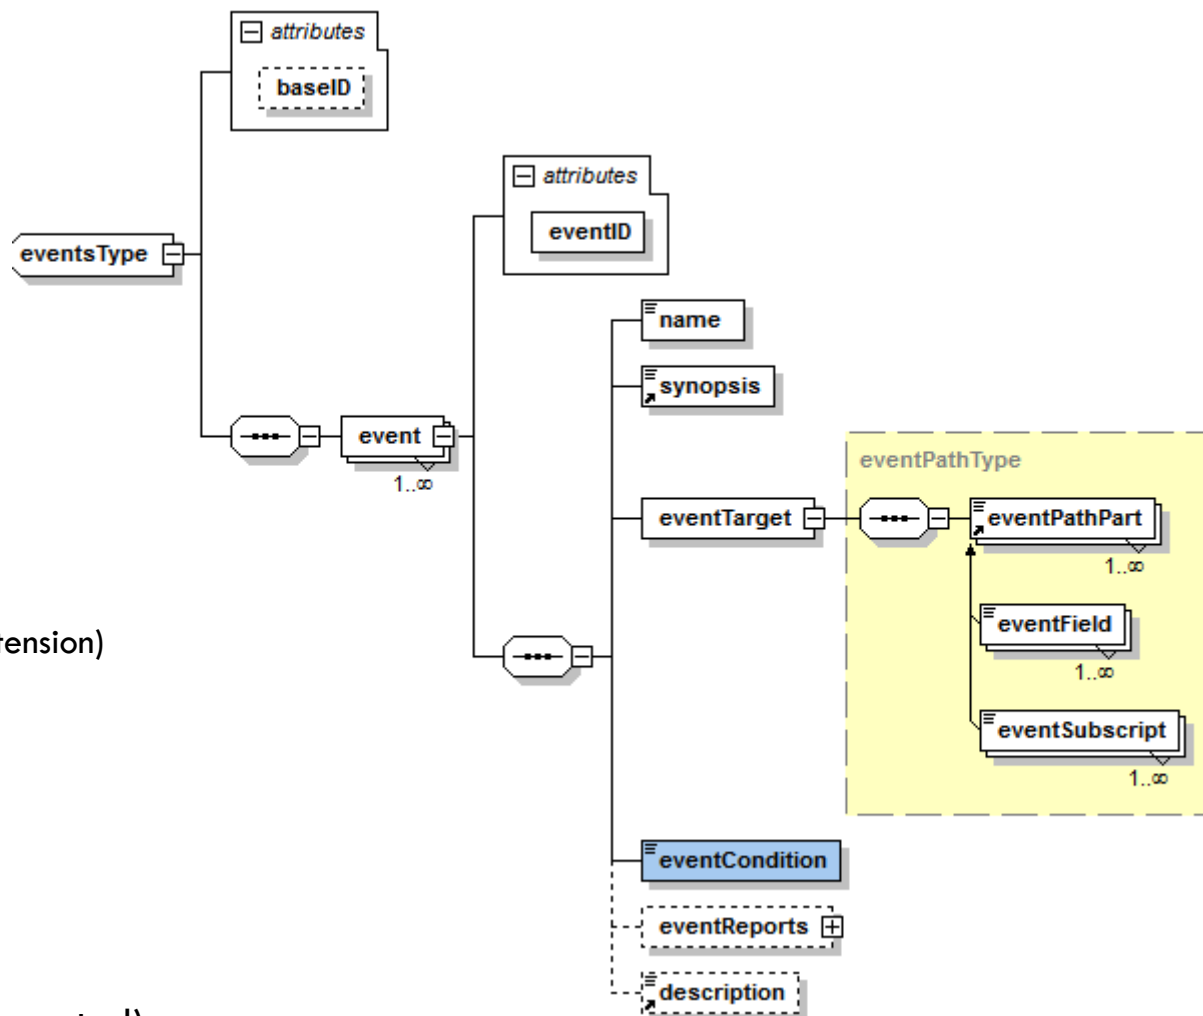 attributes
baseID
attributes
eventID
eventsType
name
synopsis
event
1..∞
eventPathType
eventTarget
eventPathPart
1..∞
eventField
tension)
1..∞
eventSubscript
1..∞
eventCondition
eventReports
description